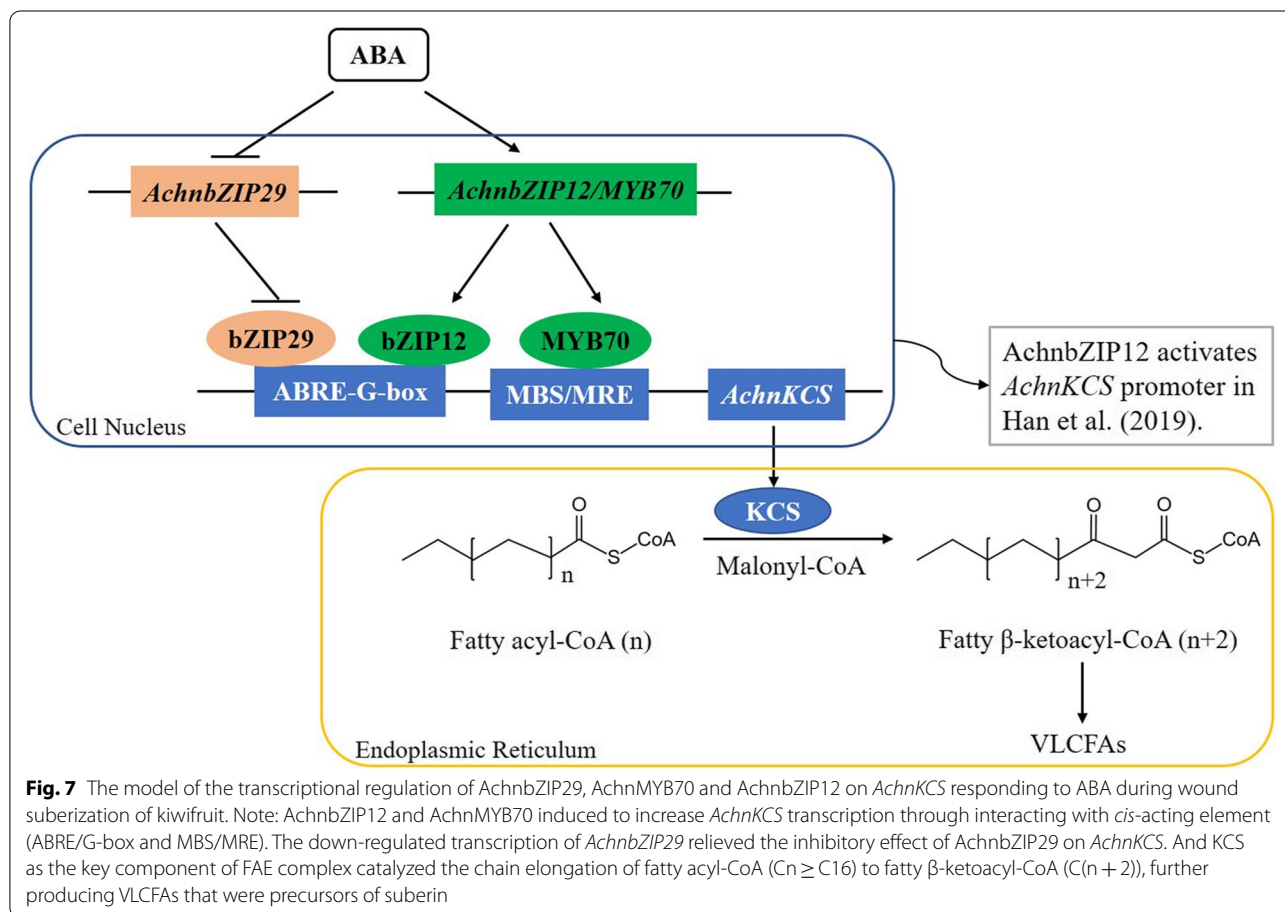 ABA
AchnbZIP29
AchnbZIP12/MYB70
bZIP29
bZIP12
MYB70
ABRE-G-box
MBS/MRE
AchnKCS
Cell Nucleus
AchnbZIP12 activates
AchnKCS promoter in
Han et al. (2019).
KCS
O
S
CoA
n
Malonyl-CoA
O
O
S
CoA
n+2
Fatty acyl-CoA (n)
Fatty β-ketoacyl-CoA (n+2)
VLCFAs
Endoplasmic Reticulum
Fig. 7 The model of the transcriptional regulation of AchnbZIP29, AchnMYB70 and AchnbZIP12 on AchnKCS responding to ABA during wound
suberization of kiwifruit. Note: AchnbZIP12 and AchnMYB70 induced to increase AchnKCS transcription through interacting with cis-acting element
(ABRE/G-box and MBS/MRE). The down-regulated transcription of AchnbZIP29 relieved the inhibitory effect of AchnbZIP29 on AchnKCS. And KCS
as the key component of FAE complex catalyzed the chain elongation of fatty acyl-CoA (Cn ≥ C16) to fatty β-ketoacyl-CoA (C(n + 2)), further
producing VLCFAs that were precursors of suberin